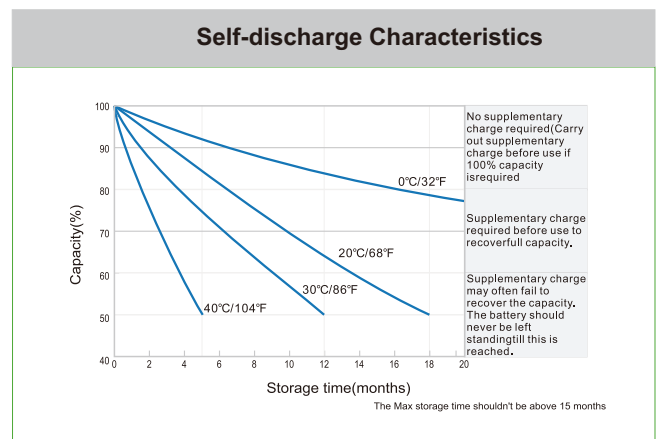 Self-discharge Characteristics
100
90
80
70
60
50
40
Capacity(%)
0℃/32℉
20℃/68℉
30℃/86℉
40℃/104℉
0 2 4 6 8 10 12 14 16 18 20
Storage time(months)
No supplementary
charge required(Carry
out supplementary
charge before use if
100% capacity
isrequired
Supplementary charge
required before use to
recoverfull capacity.
Supplementary charge
may often fail to
recover the capacity.
The battery should
never be left
standingtill this is
reached.
The Max storage time shouldn't be above 15 months